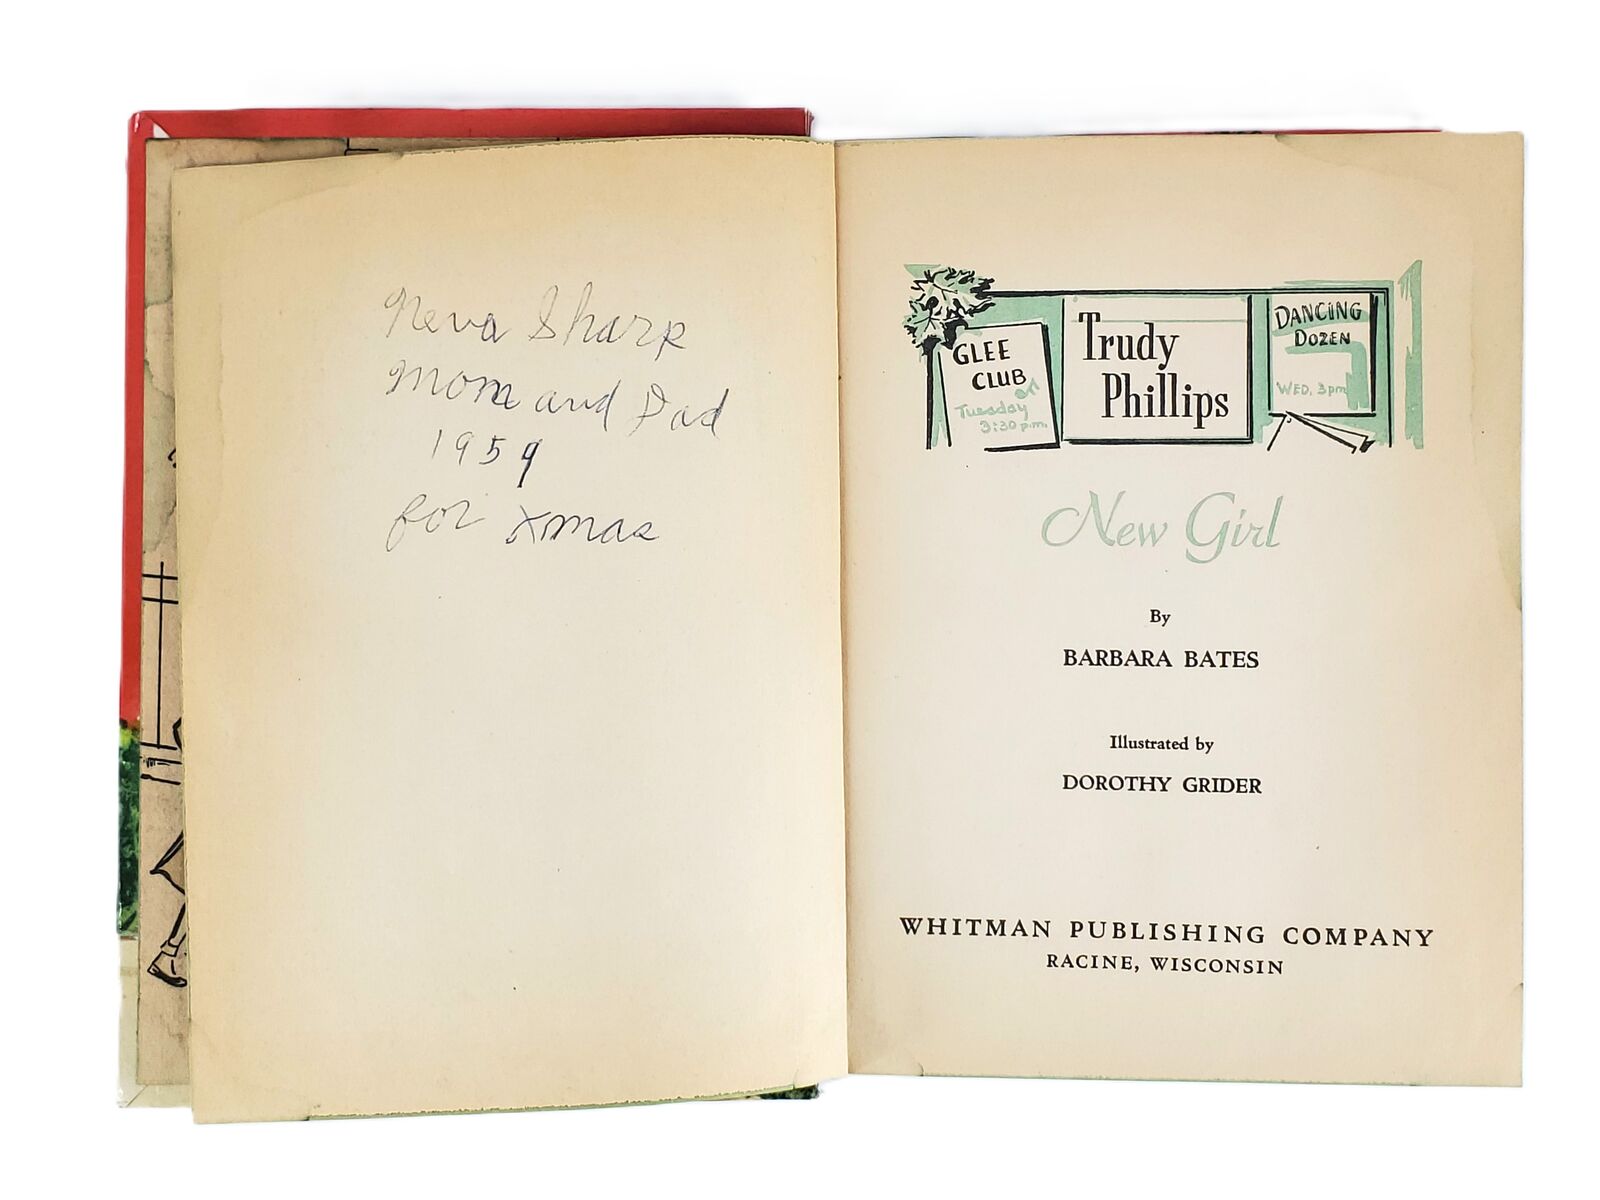 Neva Sharp
Mom and Dad
1959
for Xmas
GLEE
CLUB
at
Tuesday
3:30 p.m.
Trudy
Phillips
DANCING
DOZEN
WED, 3pm
New Girl
By
BARBARA BATES
Illustrated by
DOROTHY GRIDER
WHITMAN PUBLISHING COMPANY
RACINE, WISCONSIN